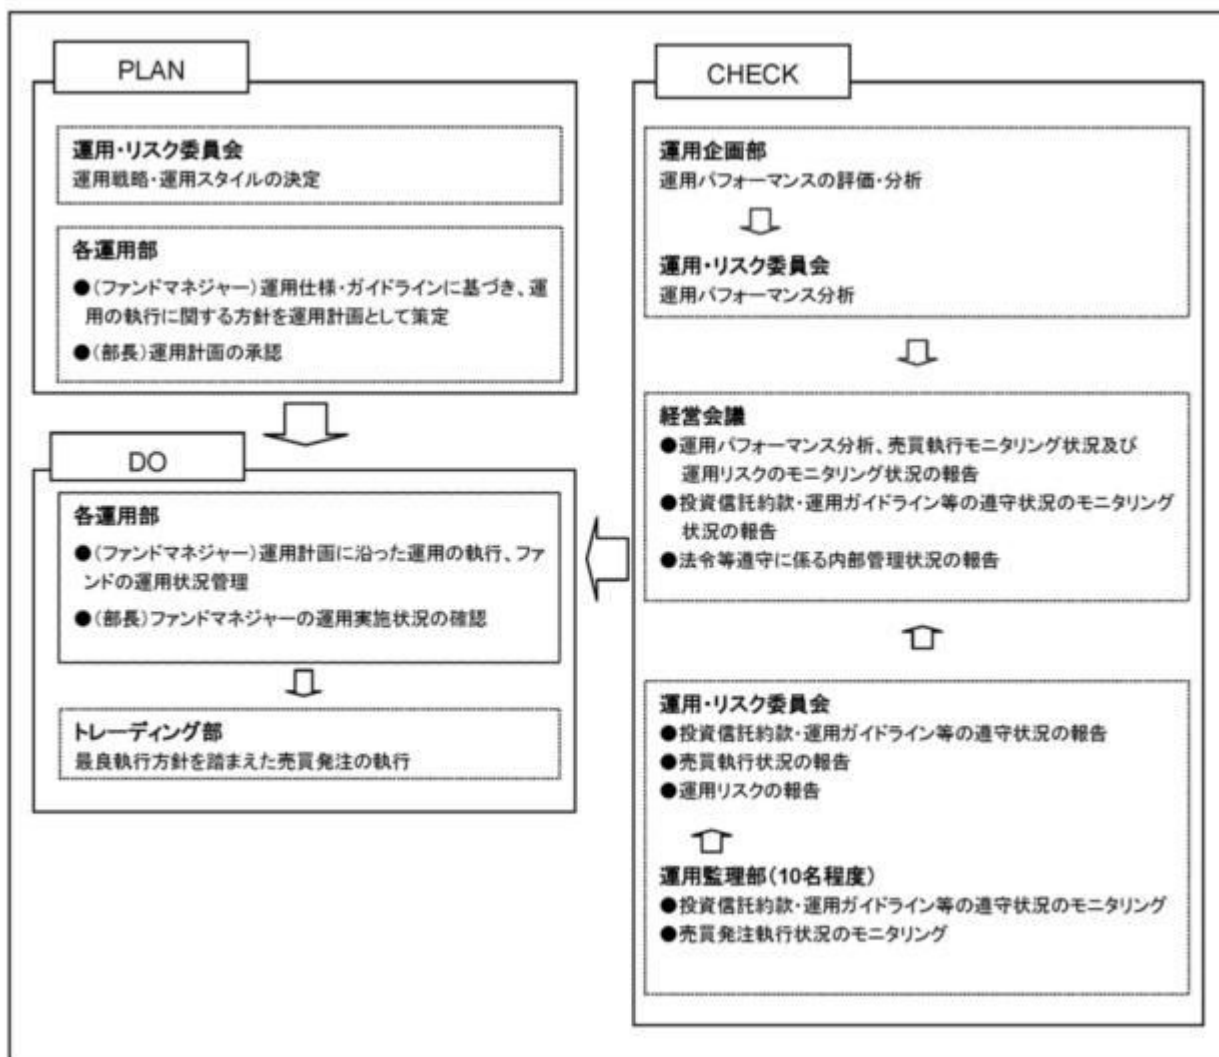 PLAN
運用・リスク委員会
運用戦略・運用スタイルの決定
各運用部
●(ファンドマネジャー)運用仕様・ガイドラインに基づき、運
用の執行に関する方針を運用計画として策定
●(部長)運用計画の承認
DO
各運用部
●(ファンドマネジャー)運用計画に沿った運用の執行、ファ
ンドの運用状況管理
●(部長)ファンドマネジャーの運用実施状況の確認
トレーディング部
最良執行方針を踏まえた売買発注の執行
CHECK
運用企画部
運用パフォーマンスの評価・分析
運用・リスク委員会
運用パフォーマンス分析
経営会議
●運用パフォーマンス分析、売買執行モニタリング状況及び
運用リスクのモニタリング状況の報告
●投資信託約款・運用ガイドライン等の遵守状況のモニタリング
状況の報告
●法令等遵守に係る内部管理状況の報告
運用・リスク委員会
●投資信託約款・運用ガイドライン等の遵守状況の報告
●売買執行状況の報告
●運用リスクの報告
運用監理部(10名程度)
●投資信託約款・運用ガイドライン等の遵守状況のモニタリング
●売買発注執行状況のモニタリング